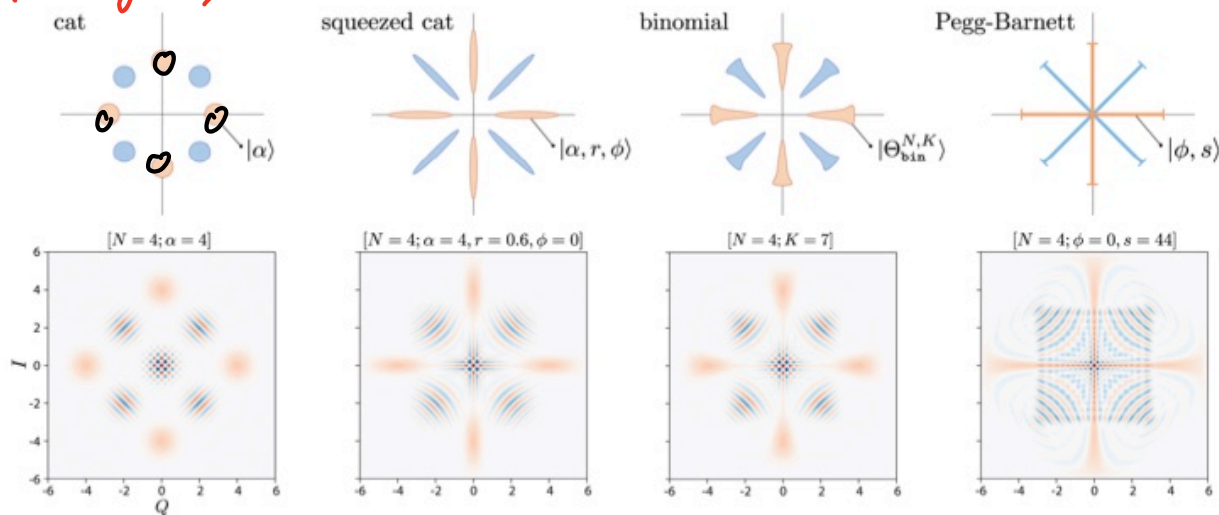 cat
squeezed cat
binomial
Pegg-Barnett
|α⟩
|α, r, ϕ⟩
|Θ_bin^{N,K}⟩
|ϕ, s⟩
[N = 4; α = 4]
[N = 4; α = 4, r = 0.6, ϕ = 0]
[N = 4; K = 7]
[N = 4; ϕ = 0, s = 44]
6
4
2
0
-2
-4
-6
I
-6 -4 -2 0 2 4 6
-6 -4 -2 0 2 4 6
-6 -4 -2 0 2 4 6
-6 -4 -2 0 2 4 6
Q